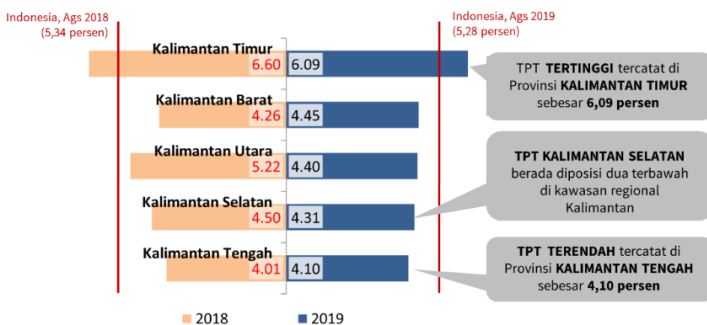 Indonesia, Ags 2018
(5,34 persen)
Indonesia, Ags 2019
(5,28 persen)
Kalimantan Timur
6.60 6.09
Kalimantan Barat
4.26 4.45
Kalimantan Utara
5.22 4.40
Kalimantan Selatan
4.50 4.31
Kalimantan Tengah
4.01 4.10
TPT TERTINGGI tercatat di
Provinsi KALIMANTAN TIMUR
sebesar 6,09 persen
TPT KALIMANTAN SELATAN
berada diposisi dua terbawah
di kawasan regional
Kalimantan
TPT TERENDAH tercatat di
Provinsi KALIMANTAN TENGAH
sebesar 4,10 persen
2018 2019